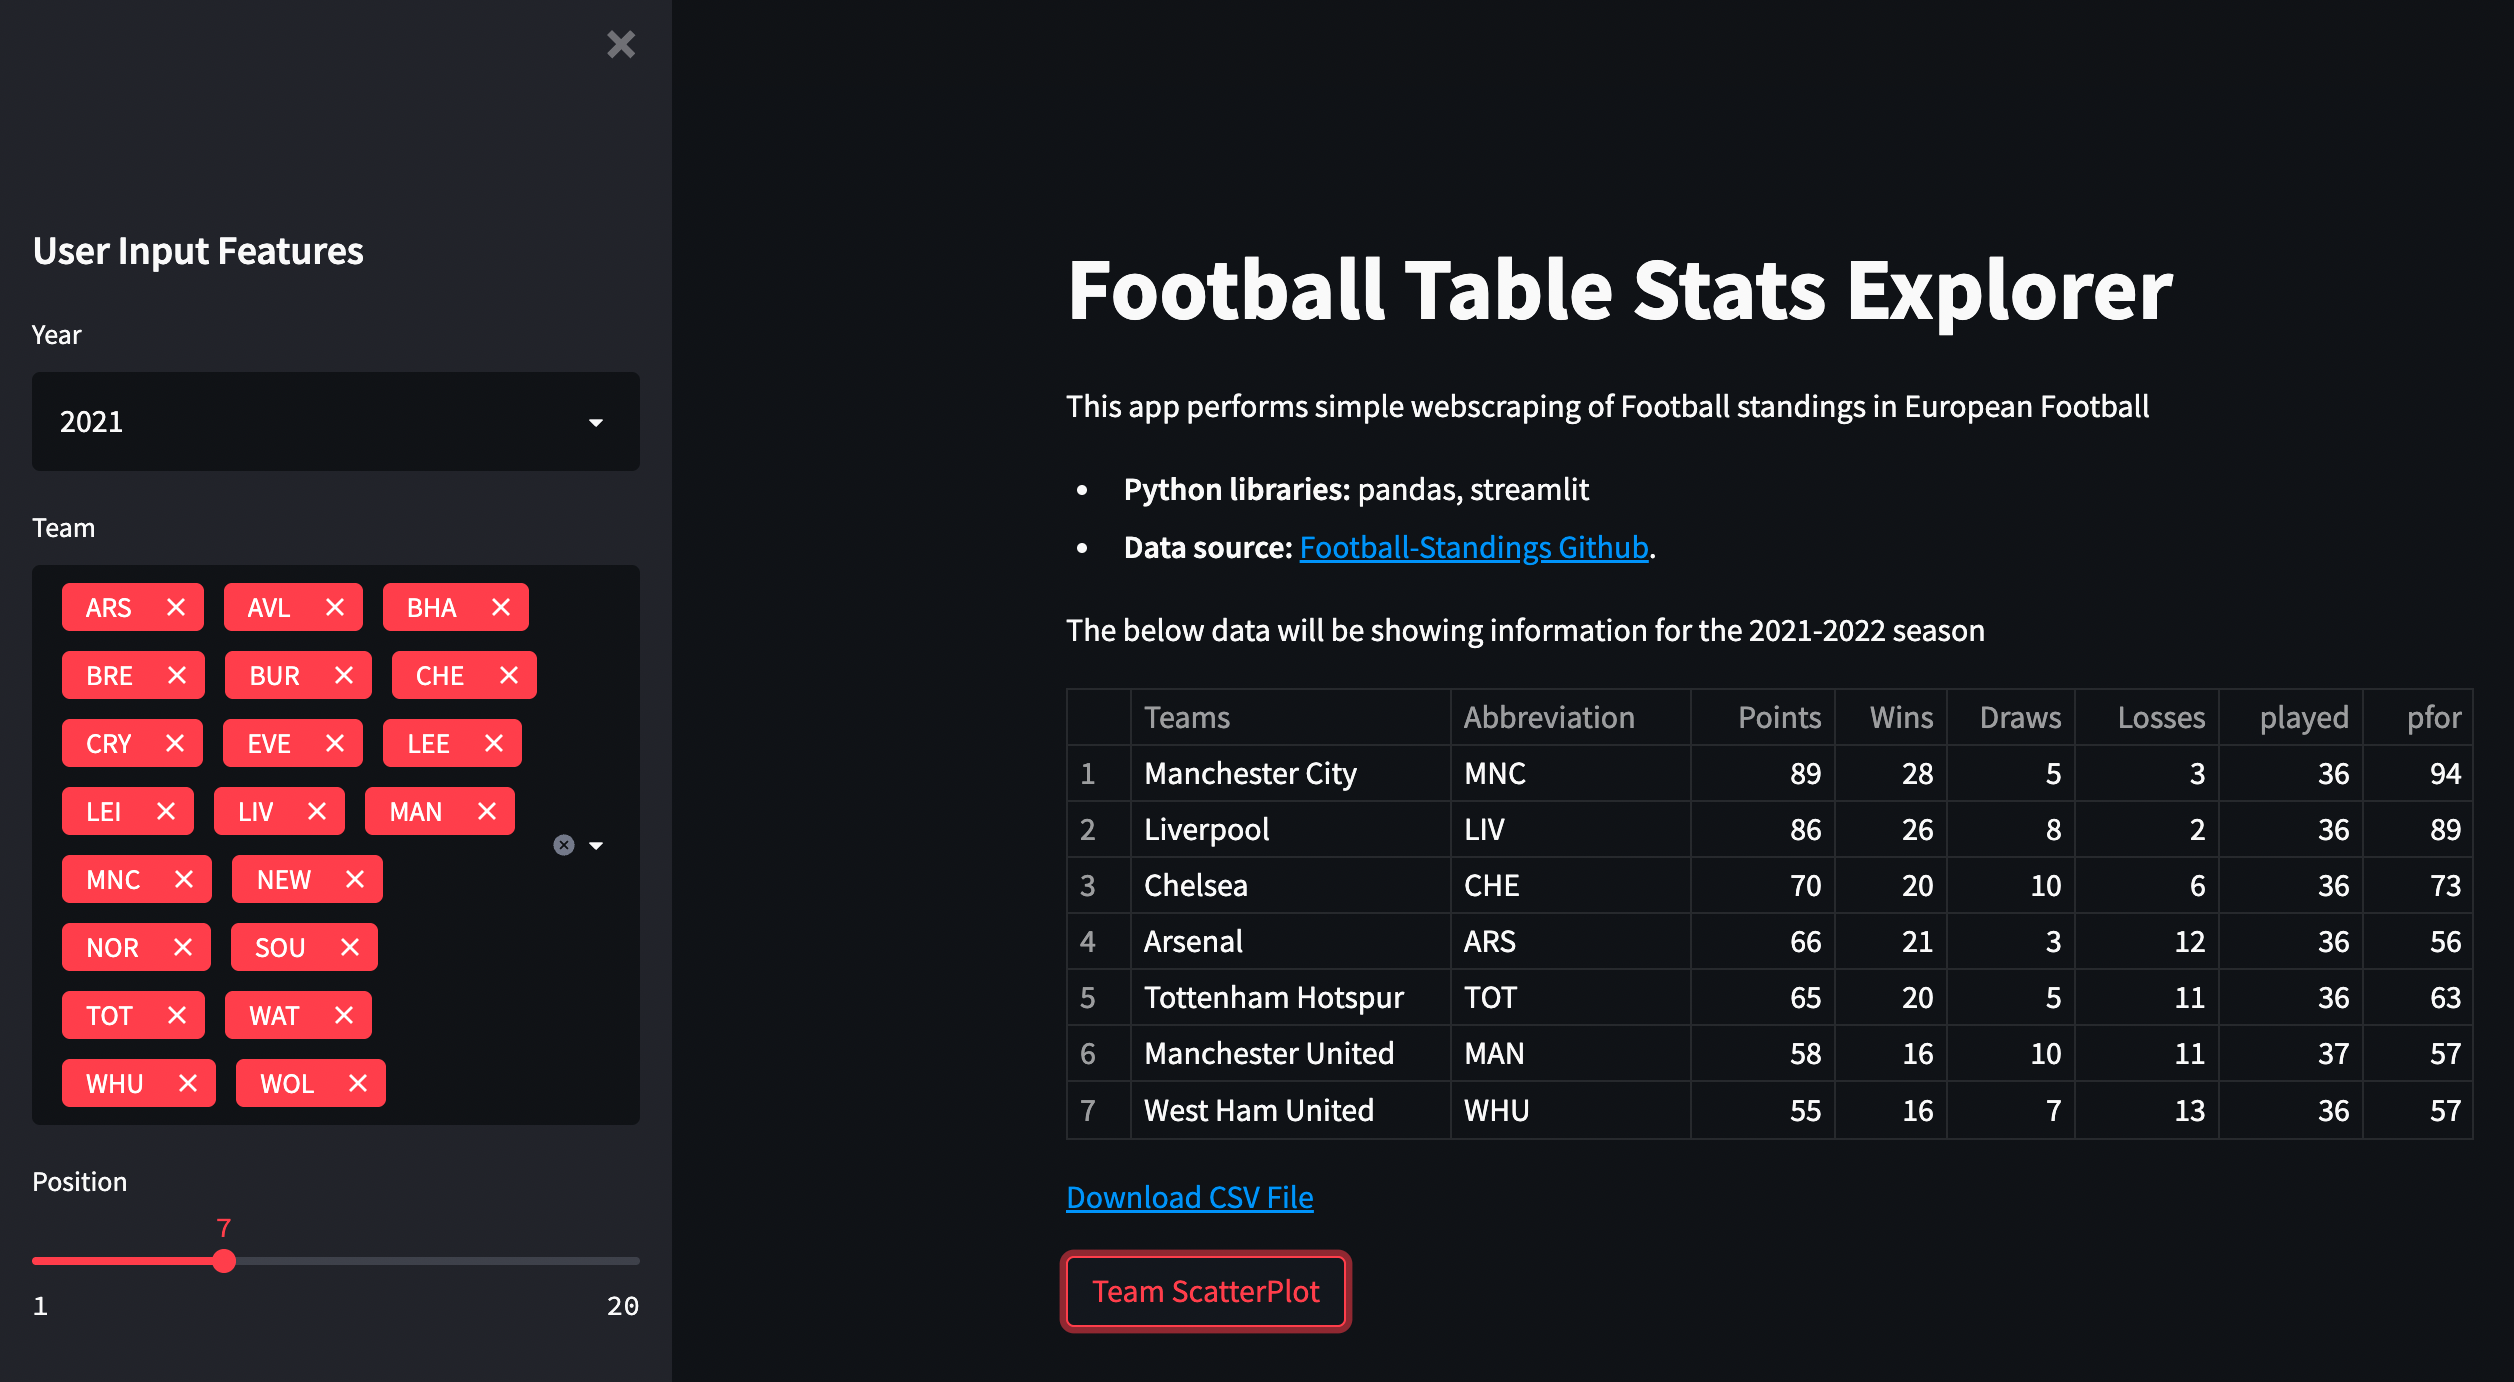 User Input Features
Year
2021
Team
ARS AVL BHA
BRE BUR CHE
CRY EVE LEE
LEI LIV MAN
MNC NEW
NOR SOU
TOT WAT
WHU WOL
Position
7
1 20
Football Table Stats Explorer
This app performs simple webscraping of Football standings in European Football
• Python libraries: pandas, streamlit
• Data source: Football-Standings Github.
The below data will be showing information for the 2021-2022 season
Teams Abbreviation Points Wins Draws Losses played pfor
1 Manchester City MNC 89 28 5 3 36 94
2 Liverpool LIV 86 26 8 2 36 89
3 Chelsea CHE 70 20 10 6 36 73
4 Arsenal ARS 66 21 3 12 36 56
5 Tottenham Hotspur TOT 65 20 5 11 36 63
6 Manchester United MAN 58 16 10 11 37 57
7 West Ham United WHU 55 16 7 13 36 57
Download CSV File
Team ScatterPlot